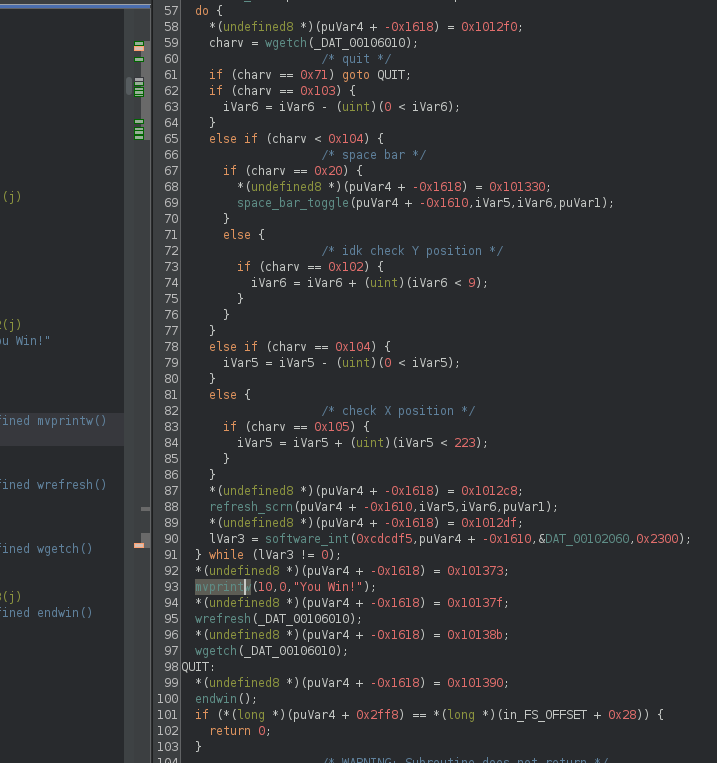 57 do {
58 *(undefined8 *)(puVar4 + -0x1618) = 0x1012f0;
59 charv = wgetch(_DAT_00106010);
60 /* quit */
61 if (charv == 0x71) goto QUIT;
62 if (charv == 0x103) {
63 iVar6 = iVar6 - (uint)(0 < iVar6);
64 }
65 else if (charv < 0x104) {
66 /* space bar */
67 if (charv == 0x20) {
68 *(undefined8 *)(puVar4 + -0x1618) = 0x101330;
69 space_bar_toggle(puVar4 + -0x1610,iVar5,iVar6,puVar1);
70 }
71 else {
72 /* idk check Y position */
73 if (charv == 0x102) {
74 iVar6 = iVar6 + (uint)(iVar6 < 9);
75 }
76 }
77 }
78 else if (charv == 0x104) {
79 iVar5 = iVar5 - (uint)(0 < iVar5);
80 }
81 else {
82 /* check X position */
83 if (charv == 0x105) {
84 iVar5 = iVar5 + (uint)(iVar5 < 223);
85 }
86 }
87 *(undefined8 *)(puVar4 + -0x1618) = 0x1012c8;
88 refresh_scrn(puVar4 + -0x1610,iVar5,iVar6,puVar1);
89 *(undefined8 *)(puVar4 + -0x1618) = 0x1012df;
90 lVar3 = software_int(0xcdcdf5,puVar4 + -0x1610,&DAT_00102060,0x2300);
91 } while (lVar3 != 0);
92 *(undefined8 *)(puVar4 + -0x1618) = 0x101373;
93 mvprintw(10,0,"You Win!");
94 *(undefined8 *)(puVar4 + -0x1618) = 0x10137f;
95 wrefresh(_DAT_00106010);
96 *(undefined8 *)(puVar4 + -0x1618) = 0x10138b;
97 wgetch(_DAT_00106010);
98 QUIT:
99 *(undefined8 *)(puVar4 + -0x1618) = 0x101390;
100 endwin();
101 if (*(long *)(puVar4 + 0x2ff8) == *(long *)(in_FS_OFFSET + 0x28)) {
102 return 0;
103 }
104 /* WARNING: Subroutine does not return */
(j)
(j)
ou Win!"
fined mvprintw()
fined wrefresh()
fined wgetch()
(j)
fined endwin()